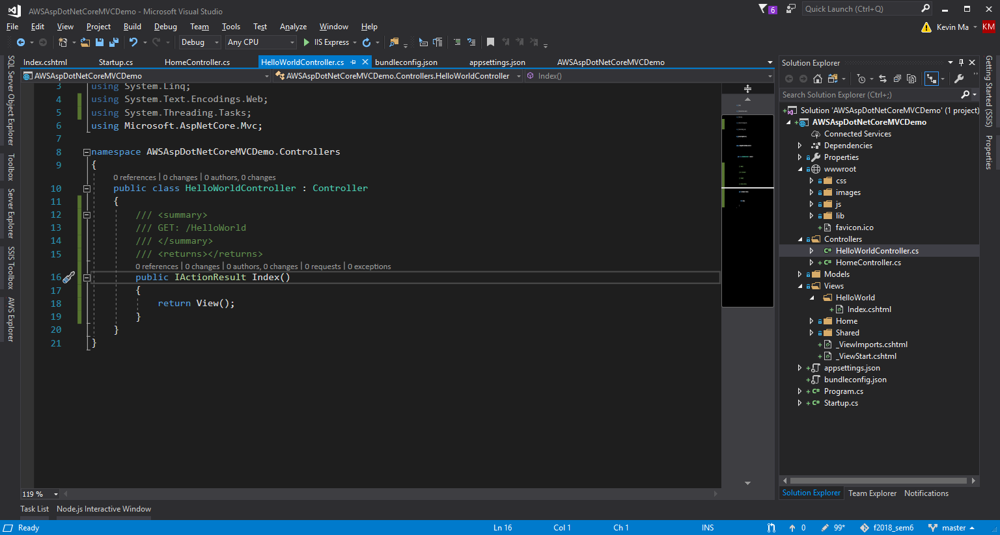 AWSAspDotNetCoreMVCDemo - Microsoft Visual Studio
6
Quick Launch (Ctrl+Q)
File Edit View Project Build Debug Team Tools Test Analyze Window Help
Kevin Ma KM
Debug Any CPU IIS Express
Index.cshtml Startup.cs HomeController.cs HelloWorldController.cs bundleconfig.json appsettings.json AWSAspDotNetCoreMVCDemo
AWSAspDotNetCoreMVCDemo AWSAspDotNetCoreMVCDemo.Controllers.HelloWorldController Index()
SQL Server Object Explorer
Toolbox
Server Explorer
SSIS Toolbox
AWS Explorer
3 using System.Linq;
4 using System.Text.Encodings.Web;
5 using System.Threading.Tasks;
6 using Microsoft.AspNetCore.Mvc;
7
8 namespace AWSAspDotNetCoreMVCDemo.Controllers
9 {
0 references | 0 changes | 0 authors, 0 changes
10 public class HelloWorldController : Controller
11 {
12 /// <summary>
13 /// GET: /HelloWorld
14 /// </summary>
15 /// <returns></returns>
0 references | 0 changes | 0 authors, 0 changes | 0 requests | 0 exceptions
16 public IActionResult Index()
17 {
18 return View();
19 }
20 }
21 }
119 %
Solution Explorer
Search Solution Explorer (Ctrl+;)
Solution 'AWSAspDotNetCoreMVCDemo' (1 project)
AWSAspDotNetCoreMVCDemo
Connected Services
Dependencies
Properties
wwwroot
css
images
js
lib
favicon.ico
Controllers
C# HelloWorldController.cs
C# HomeController.cs
Models
Views
HelloWorld
Index.cshtml
Home
Shared
_ViewImports.cshtml
_ViewStart.cshtml
appsettings.json
bundleconfig.json
C# Program.cs
C# Startup.cs
Solution Explorer Team Explorer Notifications
Getting Started (SSIS)
Properties
Task List Node.js Interactive Window
Ready Ln 16 Col 1 Ch 1 INS 0 99* f2018_sem6 master